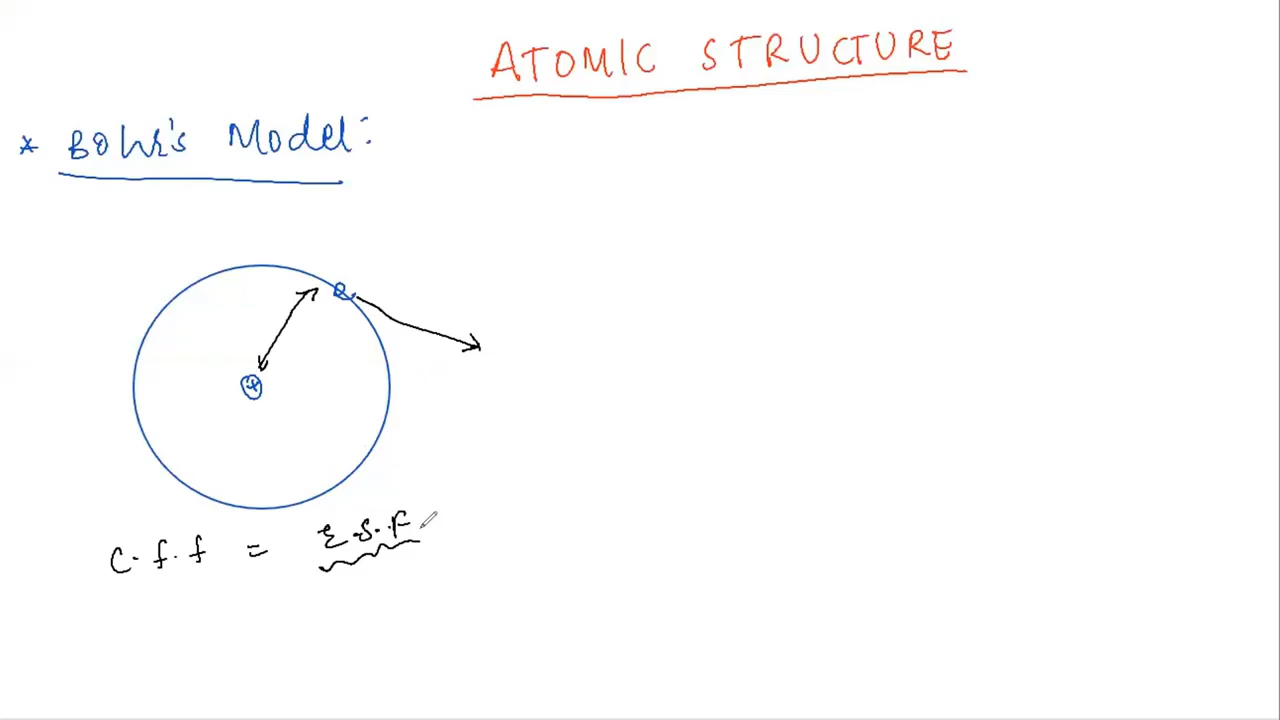 ATOMIC STRUCTURE
* Bohr's Model:
e
+
C.f.f = E.S.F